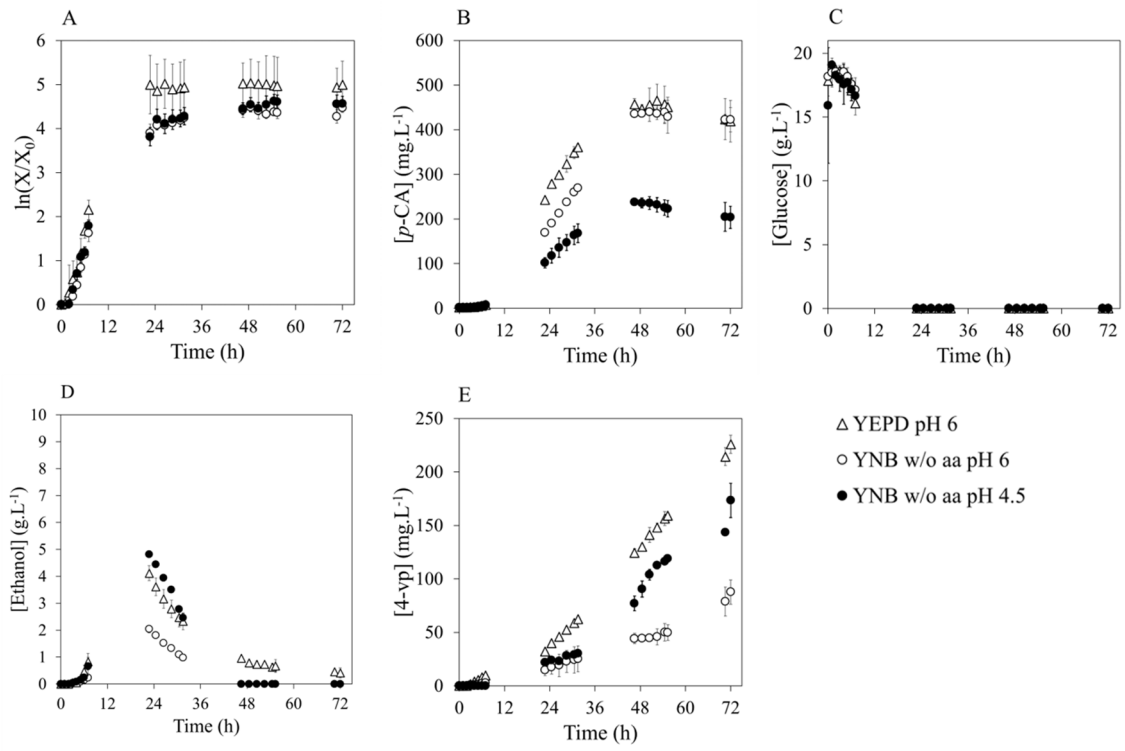 A
B
C
6
5
4
3
2
1
0
ln(X/X0)
0 12 24 36 48 60 72
Time (h)
600
500
400
300
200
100
0
[p-CA] (mg.L-1)
0 12 24 36 48 60 72
Time (h)
20
15
10
5
0
[Glucose] (g.L-1)
0 12 24 36 48 60 72
Time (h)
D
E
10
9
8
7
6
5
4
3
2
1
0
[Ethanol] (g.L-1)
0 12 24 36 48 60 72
Time (h)
250
200
150
100
50
0
[4-vp] (mg.L-1)
0 12 24 36 48 60 72
Time (h)
YEPD pH 6
YNB w/o aa pH 6
YNB w/o aa pH 4.5